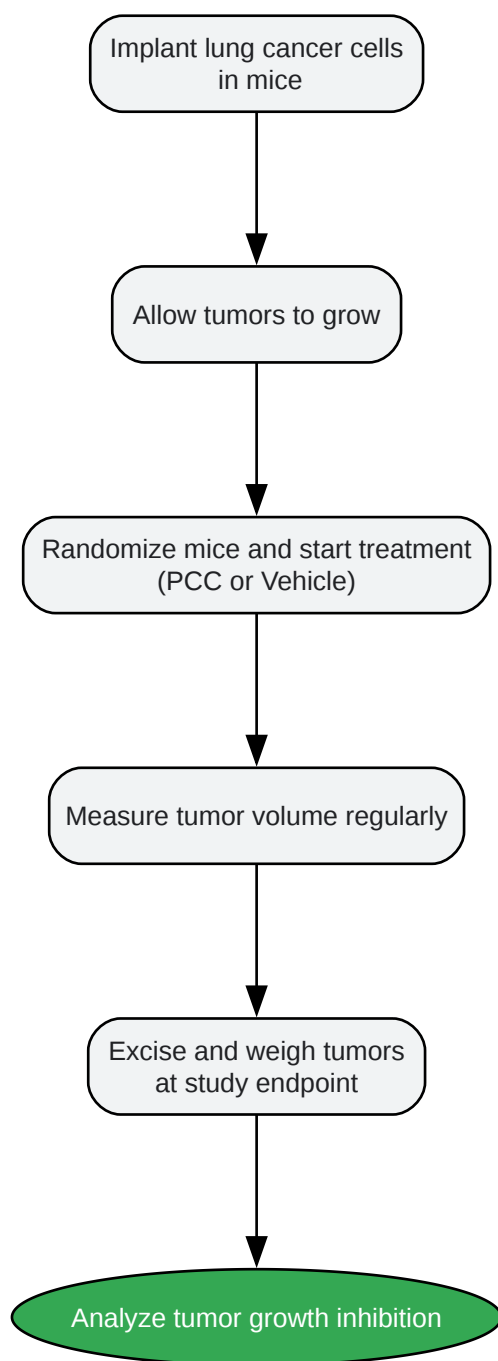 Implant lung cancer cells
in mice
Allow tumors to grow
Randomize mice and start treatment
(PCC or Vehicle)
Measure tumor volume regularly
Excise and weigh tumors
at study endpoint
Analyze tumor growth inhibition